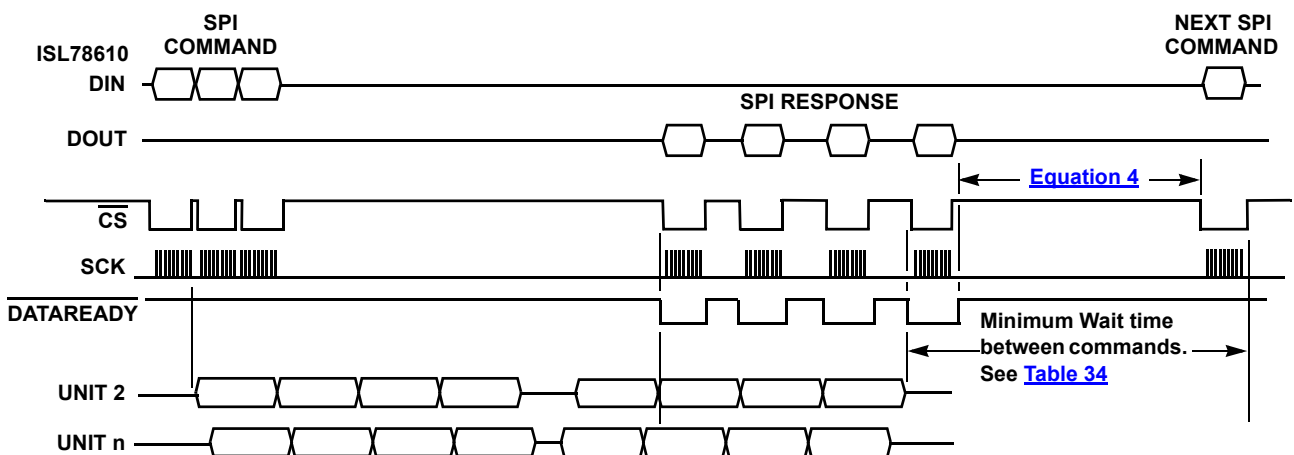 SPI
COMMAND
NEXT SPI
COMMAND
ISL78610
DIN
SPI RESPONSE
DOUT
Equation 4
CS
SCK
DATAREADY
Minimum Wait time
between commands.
See Table 34
UNIT 2
UNIT n